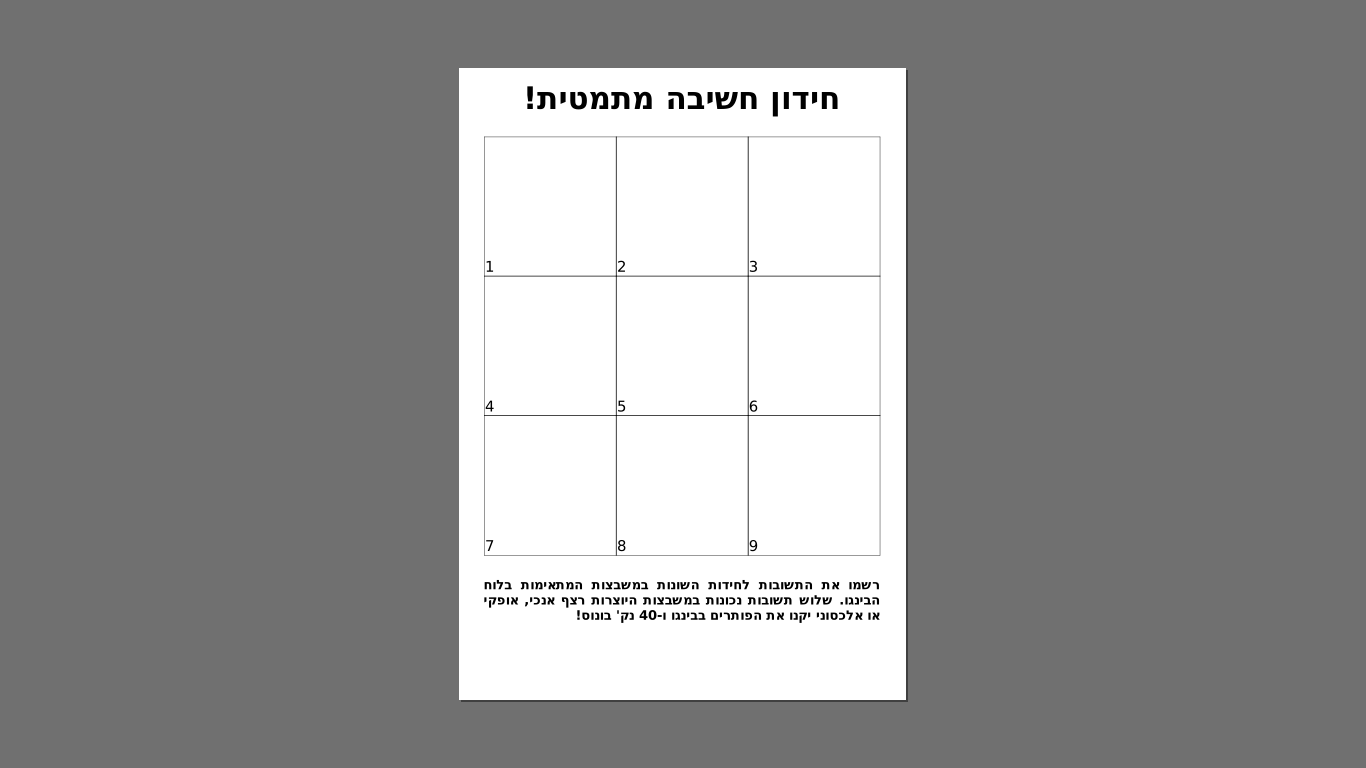 חידון חשיבה מתמטית!
1 2 3
4 5 6
7 8 9
רשמו את התשובות לחידות השונות במשבצות המתאימות בלוח
הבינגו. שלוש תשובות נכונות במשבצות היוצרות רצף אנכי, אופקי
או אלכסוני יקנו את הפותרים בבינגו ו-40 נק' בונוס!